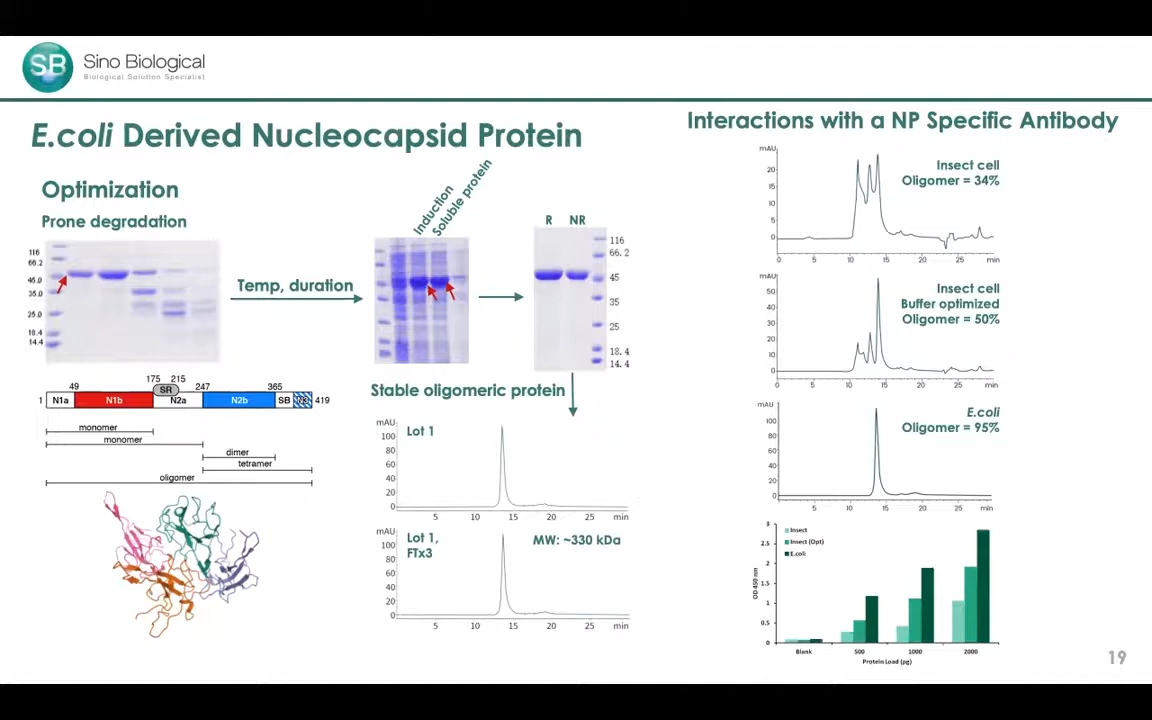 SB
Sino Biological
Biological Solution Specialist
E.coli Derived Nucleocapsid Protein
Optimization
Prone degradation
116
66.2
45.0
35.0
25.0
18.4
14.4
Temp, duration
Induction
Soluble protein
R NR
116
66.2
45
35
25
18.4
14.4
49 175 215 247 365
SR
1 N1a N1b N2a N2b SB 419
monomer
monomer
dimer
tetramer
oligomer
Stable oligomeric protein
mAU
100
80
60
40
20
0
Lot 1
5 10 15 20 25 min
mAU
100
80
60
40
20
0
Lot 1,
FTx3
MW: ~330 kDa
5 10 15 20 25 min
Interactions with a NP Specific Antibody
mAU
20
15
10
5
0
Insect cell
Oligomer = 34%
0 5 10 15 20 25 min
mAU
50
40
30
20
10
0
Insect cell
Buffer optimized
Oligomer = 50%
0 5 10 15 20 25 min
mAU
100
80
60
40
20
0
E.coli
Oligomer = 95%
5 10 15 20 25 min
3
2.5
2
1.5
1
0.5
0
OD 450 nm
Insect
Insect (Opt)
E.coli
Blank 500 1000 2000
Protein Load (pg)
19